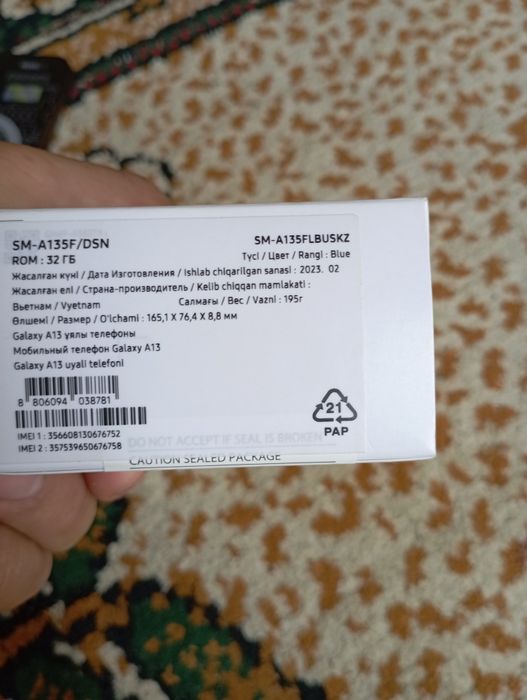 SM-A135F/DSN
SM-A135FLBUSKZ
ROM : 32 ГБ
Түсі / Цвет / Rangi : Blue
Жасалған күні / Дата Изготовления / Ishlab chiqarilgan sanasi : 2023. 02
Жасалған елі / Страна-производитель / Kelib chiqqan mamlakati :
Вьетнам / Vyetnam
Салмағы / Вес / Vazni : 195г
Өлшемі / Размер / O'lchami : 165,1 X 76,4 X 8,8 мм
Galaxy A13 ұялы телефоны
Мобильный телефон Galaxy A13
Galaxy A13 uyali telefoni
8 806094 038781
IMEI 1 : 356608130676752
IMEI 2 : 357539650676758
21
PAP
DO NOT ACCEPT IF SEAL IS BROKEN
CAUTION SEALED PACKAGE